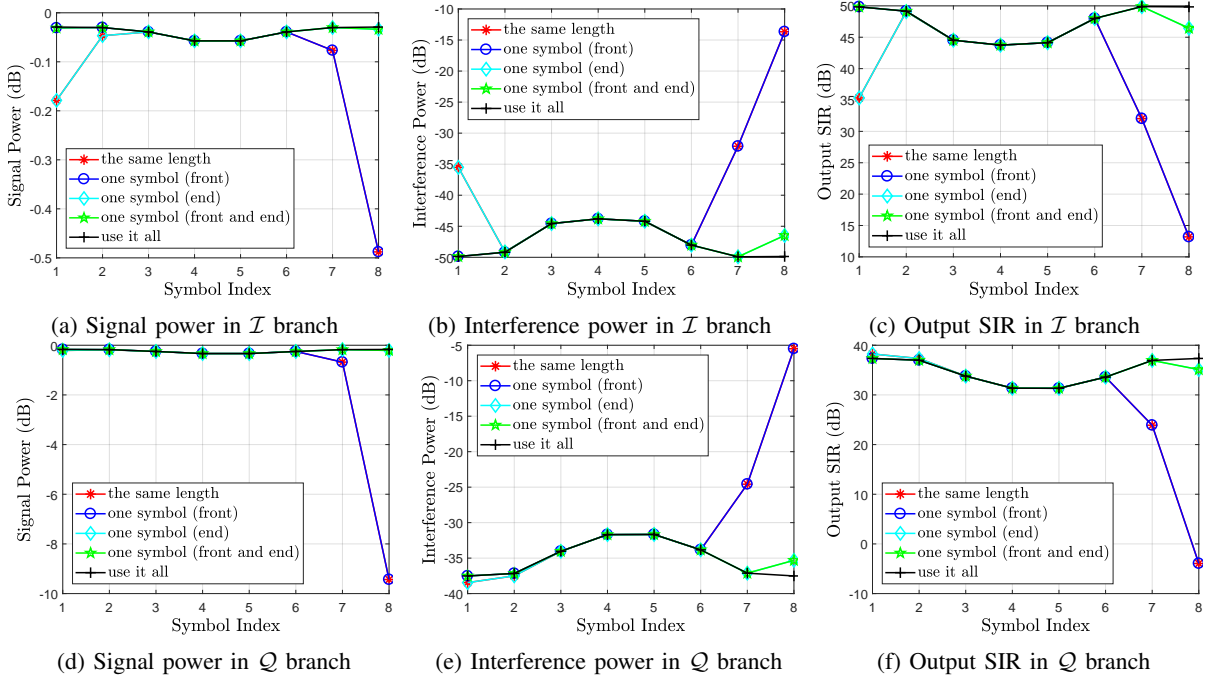 0
-0.1
-0.2
-0.3
-0.4
-0.5
Signal Power (dB)
the same length
one symbol (front)
one symbol (end)
one symbol (front and end)
use it all
1 2 3 4 5 6 7 8
Symbol Index
(a) Signal power in ℐ branch
-10
-15
-20
-25
-30
-35
-40
-45
-50
Interference Power (dB)
the same length
one symbol (front)
one symbol (end)
one symbol (front and end)
use it all
1 2 3 4 5 6 7 8
Symbol Index
(b) Interference power in ℐ branch
50
45
40
35
30
25
20
15
10
Output SIR (dB)
the same length
one symbol (front)
one symbol (end)
one symbol (front and end)
use it all
1 2 3 4 5 6 7 8
Symbol Index
(c) Output SIR in ℐ branch
0
-2
-4
-6
-8
-10
Signal Power (dB)
the same length
one symbol (front)
one symbol (end)
one symbol (front and end)
use it all
1 2 3 4 5 6 7 8
Symbol Index
(d) Signal power in 𝒬 branch
-5
-10
-15
-20
-25
-30
-35
-40
Interference Power (dB)
the same length
one symbol (front)
one symbol (end)
one symbol (front and end)
use it all
1 2 3 4 5 6 7 8
Symbol Index
(e) Interference power in 𝒬 branch
40
30
20
10
0
-10
Output SIR (dB)
the same length
one symbol (front)
one symbol (end)
one symbol (front and end)
use it all
1 2 3 4 5 6 7 8
Symbol Index
(f) Output SIR in 𝒬 branch